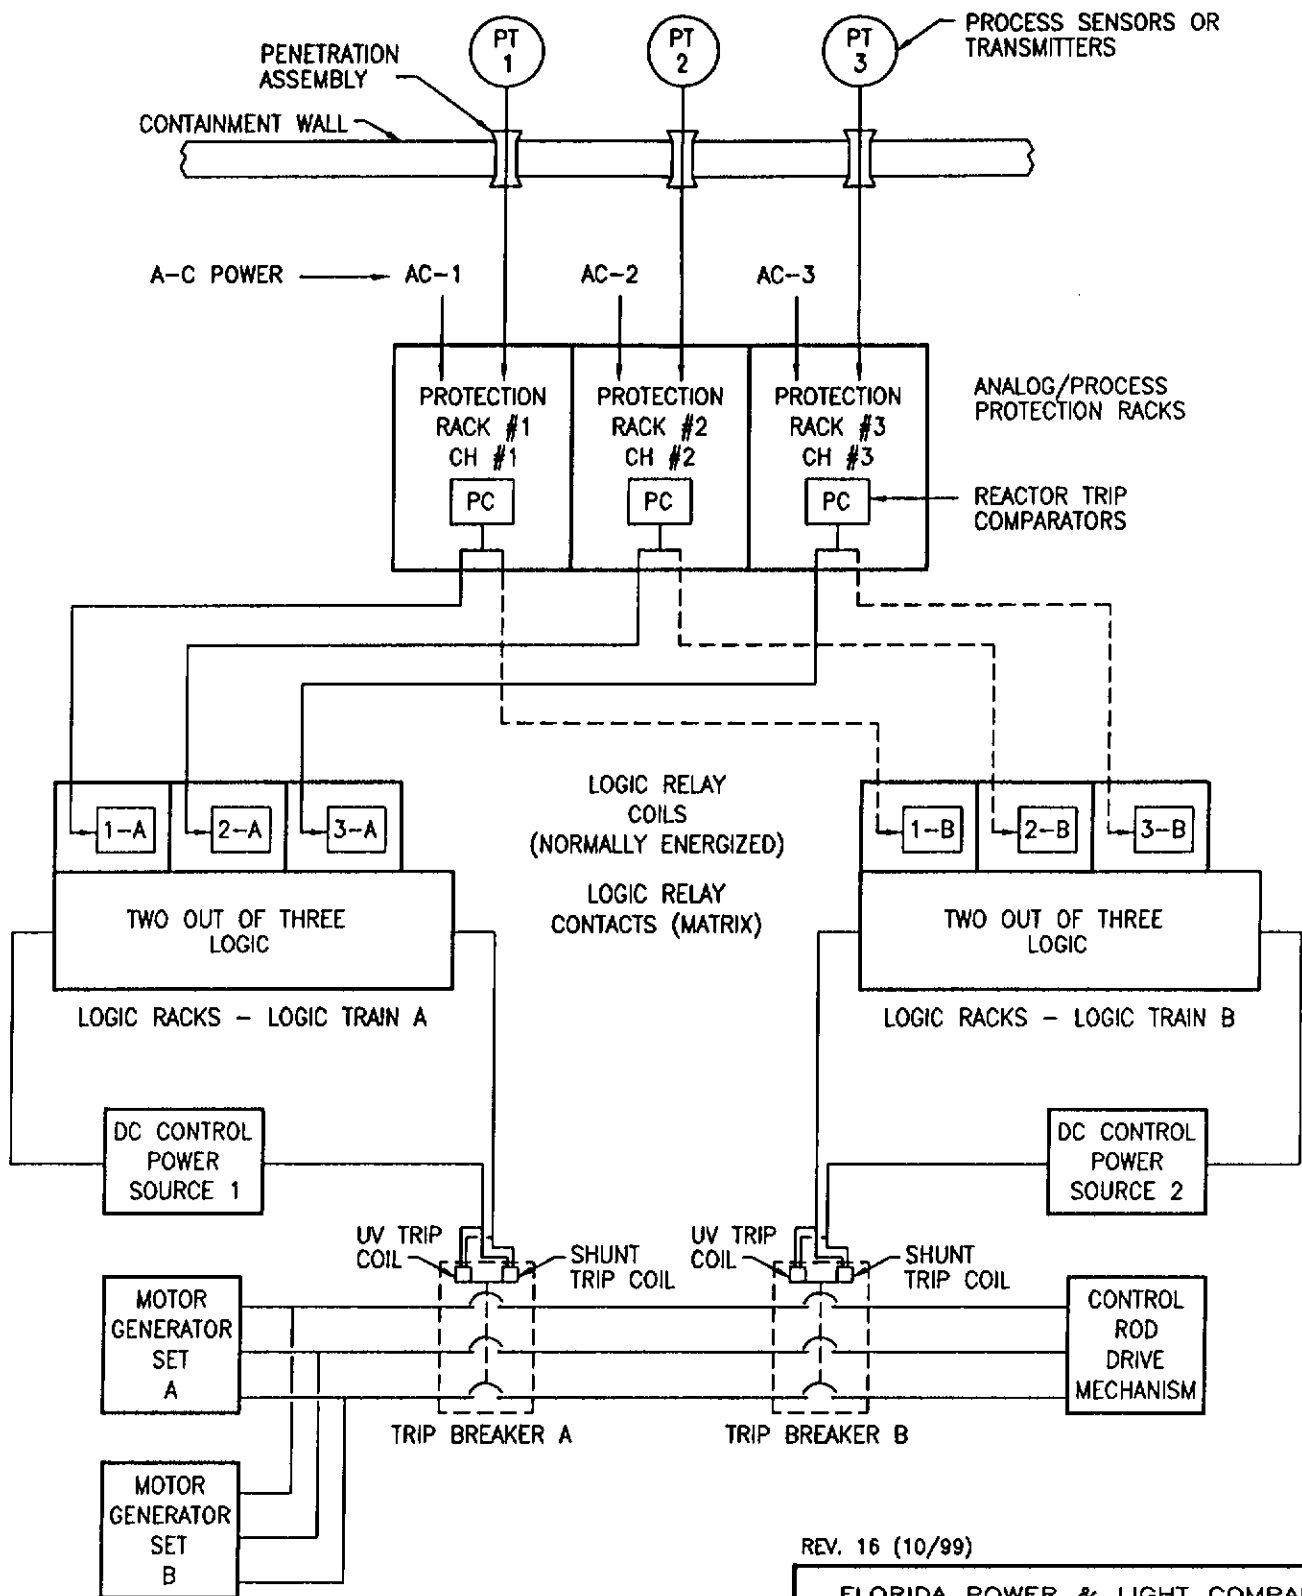 PT
1
PT
2
PT
3
PROCESS SENSORS OR
TRANSMITTERS
PENETRATION
ASSEMBLY
CONTAINMENT WALL
A-C POWER
AC-1
AC-2
AC-3
PROTECTION
RACK #1
CH #1
PC
PROTECTION
RACK #2
CH #2
PC
PROTECTION
RACK #3
CH #3
PC
ANALOG/PROCESS
PROTECTION RACKS
REACTOR TRIP
COMPARATORS
1-A
2-A
3-A
LOGIC RELAY
COILS
(NORMALLY ENERGIZED)
LOGIC RELAY
CONTACTS (MATRIX)
1-B
2-B
3-B
TWO OUT OF THREE
LOGIC
TWO OUT OF THREE
LOGIC
LOGIC RACKS - LOGIC TRAIN A
LOGIC RACKS - LOGIC TRAIN B
DC CONTROL
POWER
SOURCE 1
DC CONTROL
POWER
SOURCE 2
UV TRIP
COIL
SHUNT
TRIP COIL
UV TRIP
COIL
SHUNT
TRIP COIL
MOTOR
GENERATOR
SET
A
CONTROL
ROD
DRIVE
MECHANISM
TRIP BREAKER A
TRIP BREAKER B
MOTOR
GENERATOR
SET
B
REV. 16 (10/99)
FLORIDA POWER & LIGHT